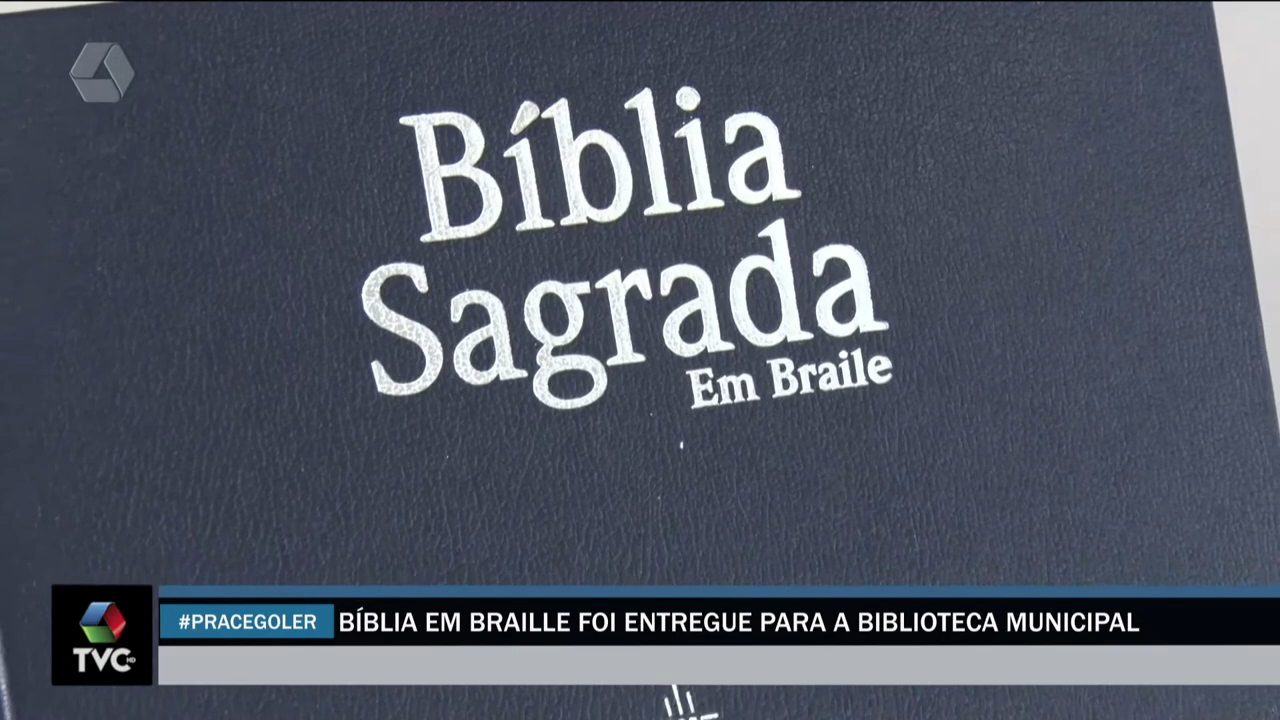 Bíblia
Sagrada
Em Braile
#PRACEGOLER
BÍBLIA EM BRAILLE FOI ENTREGUE PARA A BIBLIOTECA MUNICIPAL
TVC HD